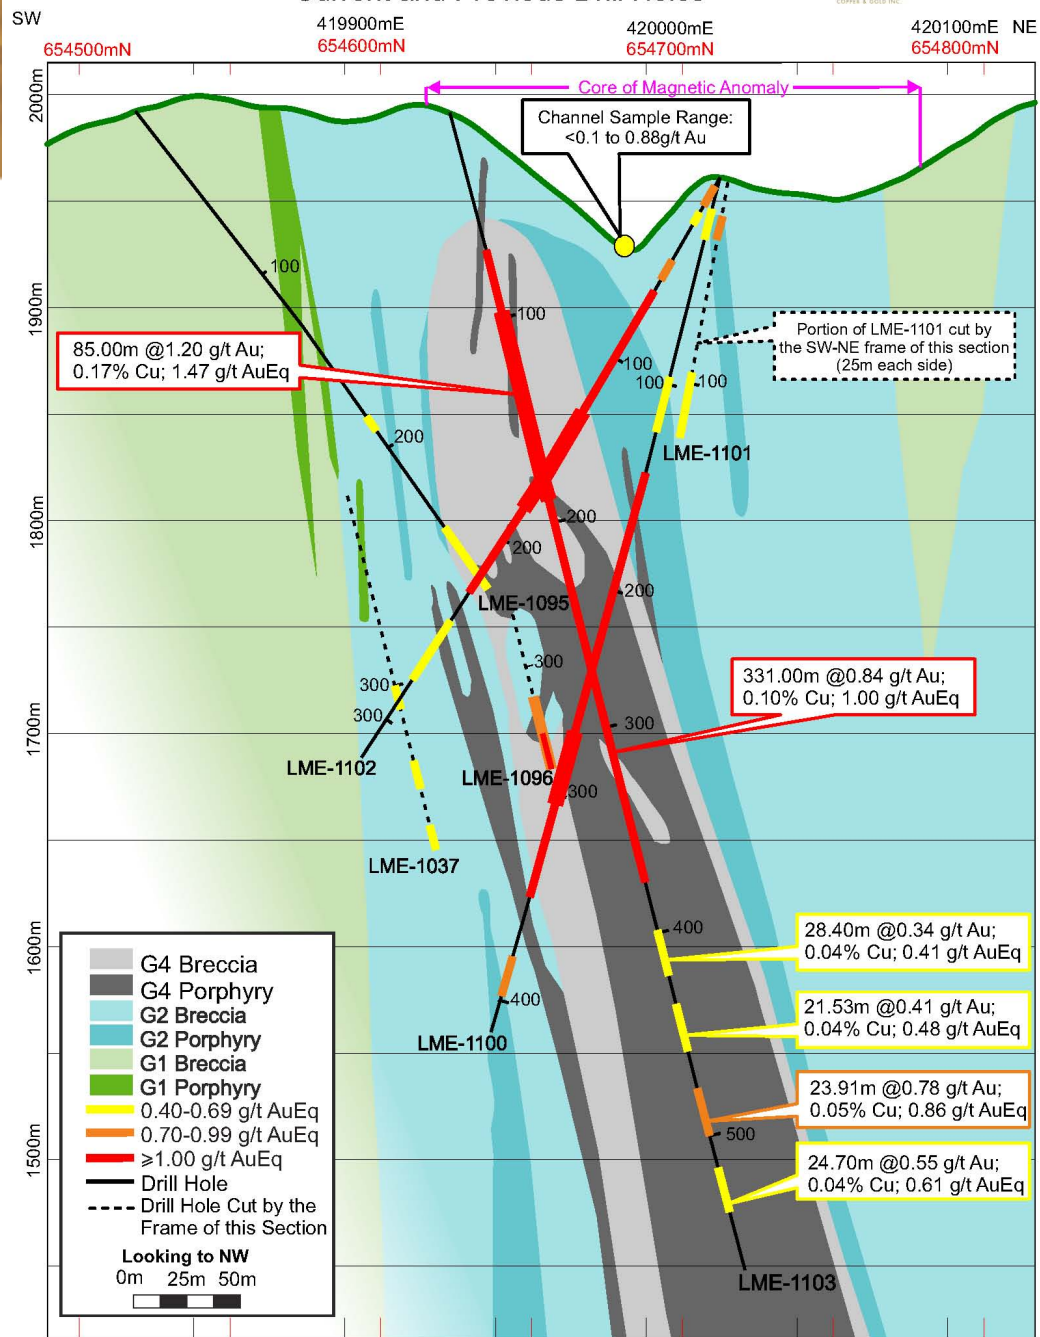 COPPER & GOLD INC.
SW
419900mE
420000mE
420100mE
NE
654500mN
654600mN
654700mN
654800mN
2000m
1900m
1800m
1700m
1600m
1500m
Core of Magnetic Anomaly
Channel Sample Range:
<0.1 to 0.88g/t Au
100
100
85.00m @1.20 g/t Au;
0.17% Cu; 1.47 g/t AuEq
Portion of LME-1101 cut by
the SW-NE frame of this section
(25m each side)
100
100
100
200
LME-1101
200
200
200
LME-1095
300
300
300
300
331.00m @0.84 g/t Au;
0.10% Cu; 1.00 g/t AuEq
LME-1102
LME-1096
300
LME-1037
400
28.40m @0.34 g/t Au;
0.04% Cu; 0.41 g/t AuEq
400
21.53m @0.41 g/t Au;
0.04% Cu; 0.48 g/t AuEq
LME-1100
23.91m @0.78 g/t Au;
0.05% Cu; 0.86 g/t AuEq
500
24.70m @0.55 g/t Au;
0.04% Cu; 0.61 g/t AuEq
LME-1103
G4 Breccia
G4 Porphyry
G2 Breccia
G2 Porphyry
G1 Breccia
G1 Porphyry
0.40-0.69 g/t AuEq
0.70-0.99 g/t AuEq
⩾1.00 g/t AuEq
Drill Hole
Drill Hole Cut by the
Frame of this Section
Looking to NW
0m 25m 50m